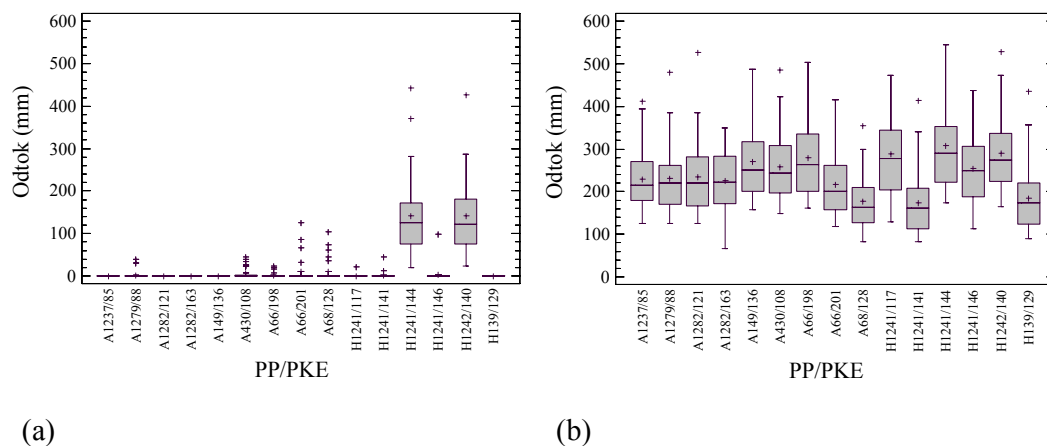 600
500
400
300
200
100
0
Odtok (mm)
A1237/85
A1279/88
A1282/121
A1282/163
A149/136
A430/108
A66/198
A66/201
A68/128
H1241/117
H1241/141
H1241/144
H1241/146
H1242/140
H139/129
PP/PKE
(a)
600
500
400
300
200
100
0
Odtok (mm)
A1237/85
A1279/88
A1282/121
A1282/163
A149/136
A430/108
A66/198
A66/201
A68/128
H1241/117
H1241/141
H1241/144
H1241/146
H1242/140
H139/129
PP/PKE
(b)